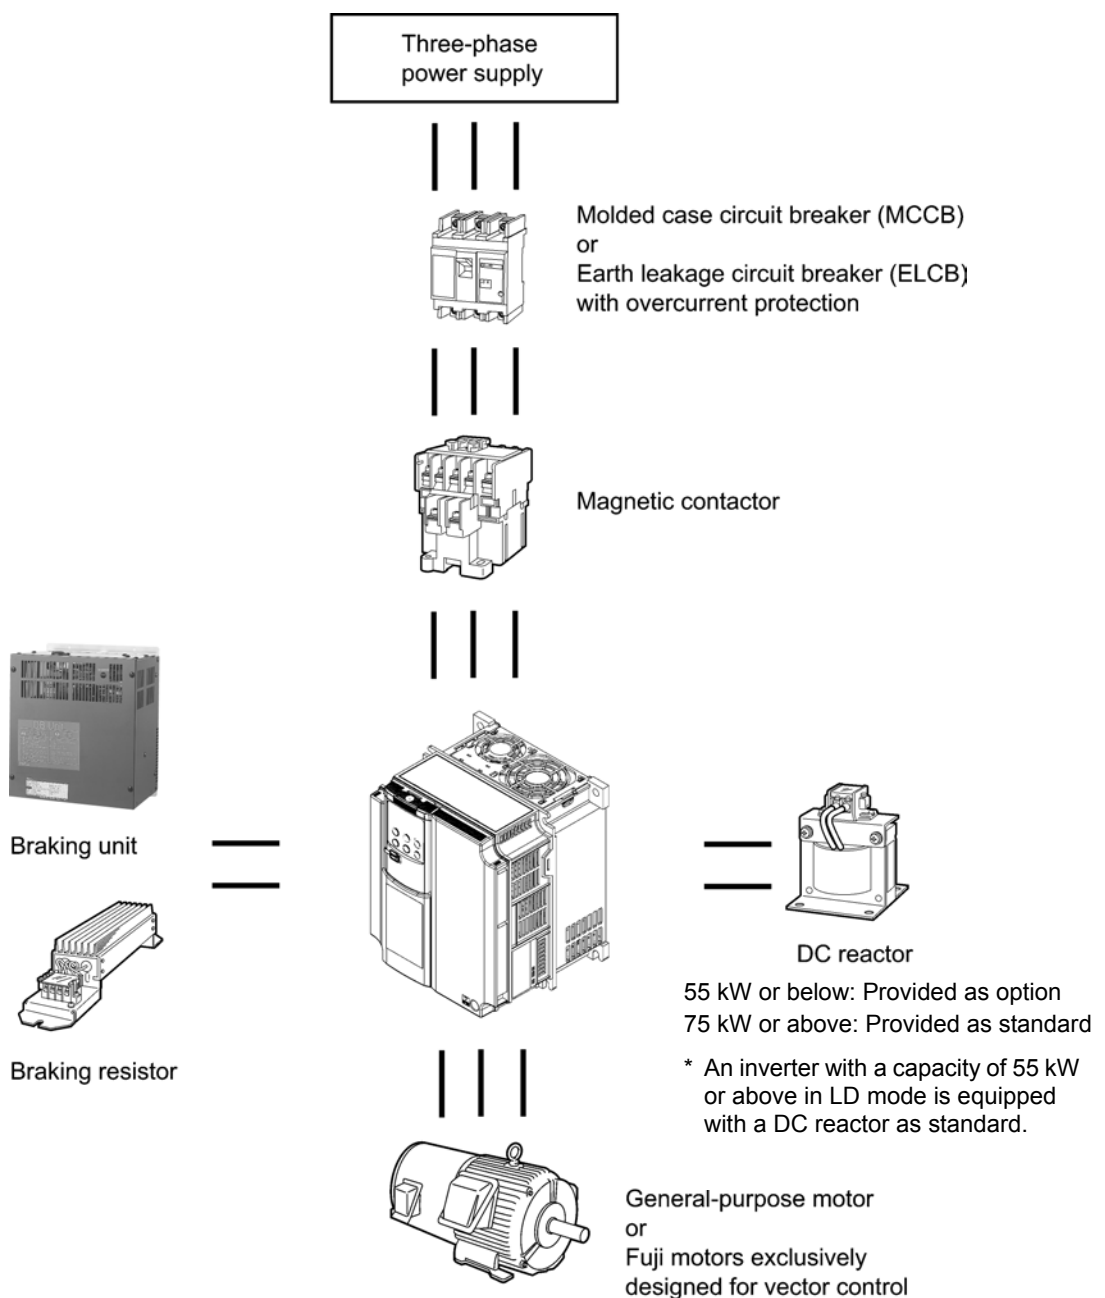 Three-phase
power supply
Molded case circuit breaker (MCCB)
or
Earth leakage circuit breaker (ELCB)
with overcurrent protection
Magnetic contactor
Braking unit
Braking resistor
DC reactor
55 kW or below: Provided as option
75 kW or above: Provided as standard
* An inverter with a capacity of 55 kW
or above in LD mode is equipped
with a DC reactor as standard.
General-purpose motor
or
Fuji motors exclusively
designed for vector control